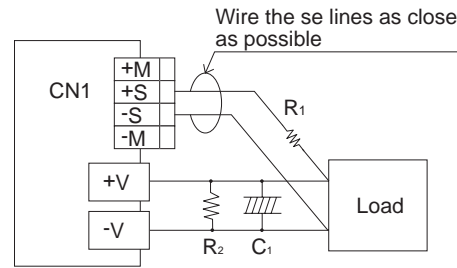 Wire the se lines as close
as possible
+M
CN1
+S
-S
-M
R1
+V
-V
Load
R2
C1